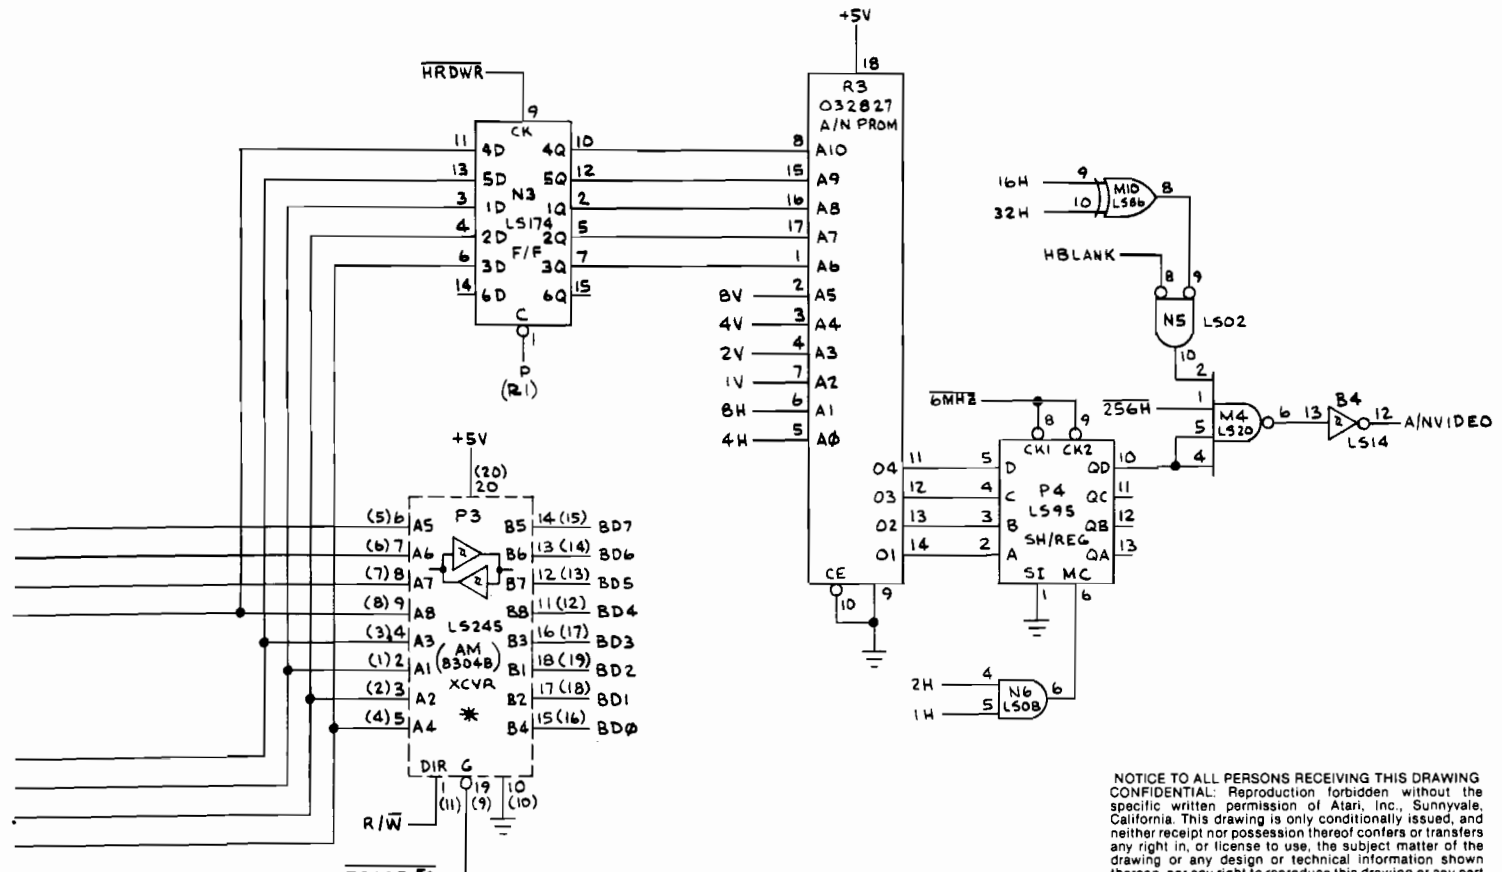 +5V
18
R3
032827
A/N PROM
HRDWR
9
CK
11 4D 4Q 10 8 A10
13 5D 5Q 12 15 A9
N3
3 1D 1Q 2 16 A8
LS174
4 2D 2Q 5 17 A7
F/F
6 3D 3Q 7 1 A6
14 6D 6Q 15
C
1
P
(R1)
8V 2 A5
4V 3 A4
2V 4 A3
1V 7 A2
8H 6 A1
4H 5 AØ
O4 11
O3 12
O2 13
O1 14
CE
10
9
16H 9
32H 10
M10
LS86
8
HBLANK
8 9
N5
LS02
10
2
256H 1
5
4
M4
LS20
6 13
B4
12
LS14
A/NVIDEO
6MHZ
8 9
CK1 CK2
5 D QD 10
4 C QC 11
P4
LS95
3 B QB 12
SH/REG
2 A QA 13
SI MC
1 6
2H 4
1H 5
N6
LS08
6
+5V
(20)
20
P3
(5)6 A5 B5 14(15) BD7
(6)7 A6 B6 13(14) BD6
(7)8 A7 B7 12(13) BD5
(8)9 A8 B8 11(12) BD4
LS245
(3)4 A3 B3 16(17) BD3
(AM
8304B)
(1)2 A1 B1 18(19) BD2
XCVR
(2)3 A2 B2 17(18) BD1
*
(4)5 A4 B4 15(16) BDØ
DIR G
1 19 10
(11) (9) (10)
R/W
NOTICE TO ALL PERSONS RECEIVING THIS DRAWING
CONFIDENTIAL: Reproduction forbidden without the
specific written permission of Atari, Inc., Sunnyvale,
California. This drawing is only conditionally issued, and
neither receipt nor possession thereof confers or transfers
any right in, or license to use, the subject matter of the
drawing or any design or technical information shown